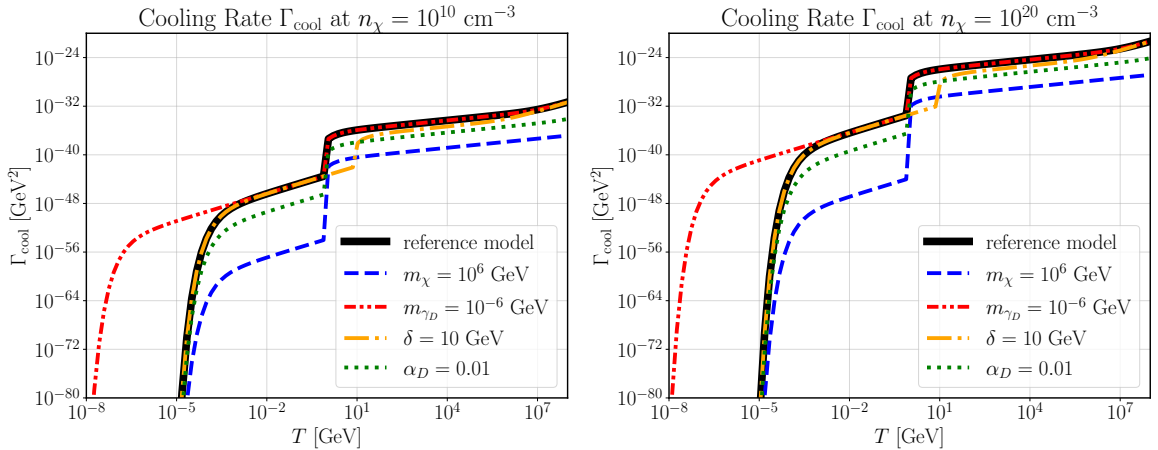 Cooling Rate Γcool at nχ = 10^10 cm−3
Γcool [GeV²]
10^−24
10^−32
10^−40
10^−48
10^−56
10^−64
10^−72
10^−80
reference model
mχ = 10^6 GeV
mγD = 10^−6 GeV
δ = 10 GeV
αD = 0.01
10^−8
10^−5
10^−2
10^1
10^4
10^7
T [GeV]
Cooling Rate Γcool at nχ = 10^20 cm−3
Γcool [GeV²]
10^−24
10^−32
10^−40
10^−48
10^−56
10^−64
10^−72
10^−80
reference model
mχ = 10^6 GeV
mγD = 10^−6 GeV
δ = 10 GeV
αD = 0.01
10^−8
10^−5
10^−2
10^1
10^4
10^7
T [GeV]